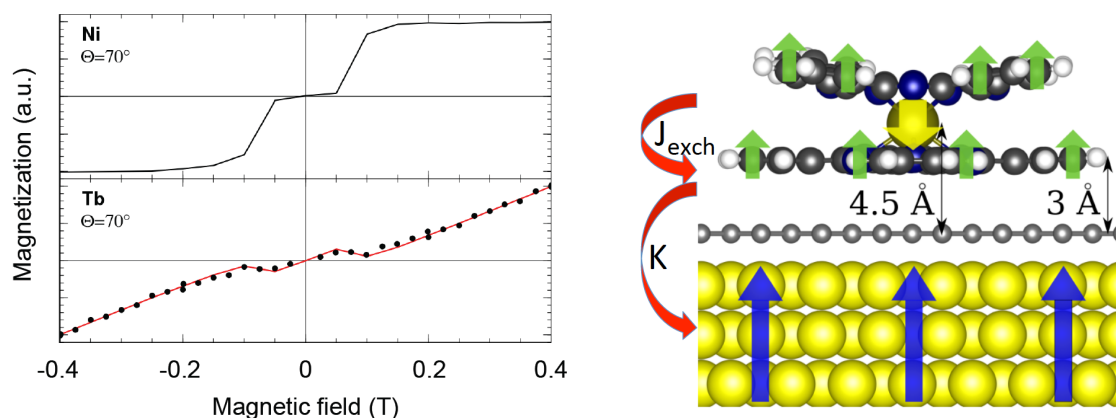 Ni
Θ=70°
Tb
Θ=70°
Magnetization (a.u.)
-0.4 -0.2 0 0.2 0.4
Magnetic field (T)
J_exch
K
4.5 Å
3 Å